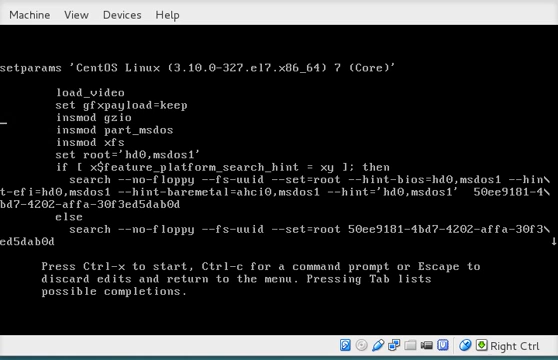 Machine View Devices Help
setparams 'CentOS Linux (3.10.0-327.el7.x86_64) 7 (Core)'
load_video
set gfxpayload=keep
insmod gzio
insmod part_msdos
insmod xfs
set root='hd0,msdos1'
if [ x$feature_platform_search_hint = xy ]; then
search --no-floppy --fs-uuid --set=root --hint-bios=hd0,msdos1 --hin\
t-efi=hd0,msdos1 --hint-baremetal=ahci0,msdos1 --hint='hd0,msdos1' 50ee9181-4\
bd7-4202-affa-30f3ed5dab0d
else
search --no-floppy --fs-uuid --set=root 50ee9181-4bd7-4202-affa-30f3\
ed5dab0d
Press Ctrl-x to start, Ctrl-c for a command prompt or Escape to
discard edits and return to the menu. Pressing Tab lists
possible completions.
Right Ctrl